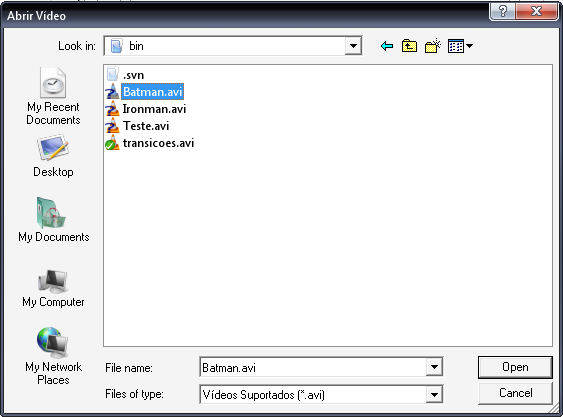 Abrir Vídeo
?
Look in:
bin
.svn
Batman.avi
Ironman.avi
Teste.avi
transicoes.avi
My Recent
Documents
Desktop
My Documents
My Computer
My Network
Places
File name:
Batman.avi
Open
Files of type:
Vídeos Suportados (*.avi)
Cancel